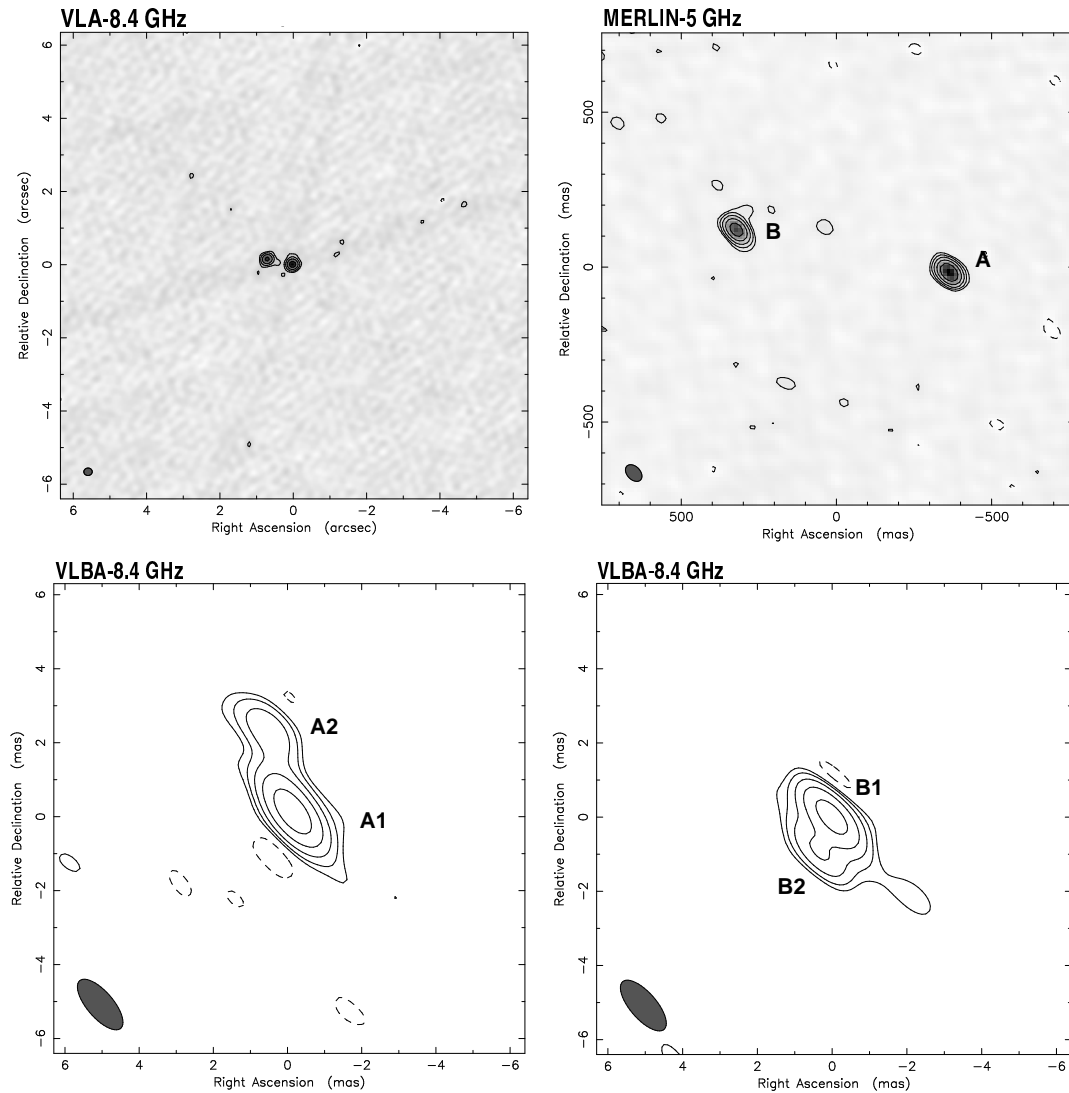 VLA-8.4 GHz
6
4
2
0
−2
−4
−6
Relative Declination (arcsec)
6
4
2
0
−2
−4
−6
Right Ascension (arcsec)
MERLIN-5 GHz
500
0
−500
Relative Declination (mas)
B
A
500
0
−500
Right Ascension (mas)
VLBA-8.4 GHz
6
4
2
0
−2
−4
−6
Relative Declination (mas)
A2
A1
6
4
2
0
−2
−4
−6
Right Ascension (mas)
VLBA-8.4 GHz
6
4
2
0
−2
−4
−6
Relative Declination (mas)
B1
B2
6
4
2
0
−2
−4
−6
Right Ascension (mas)